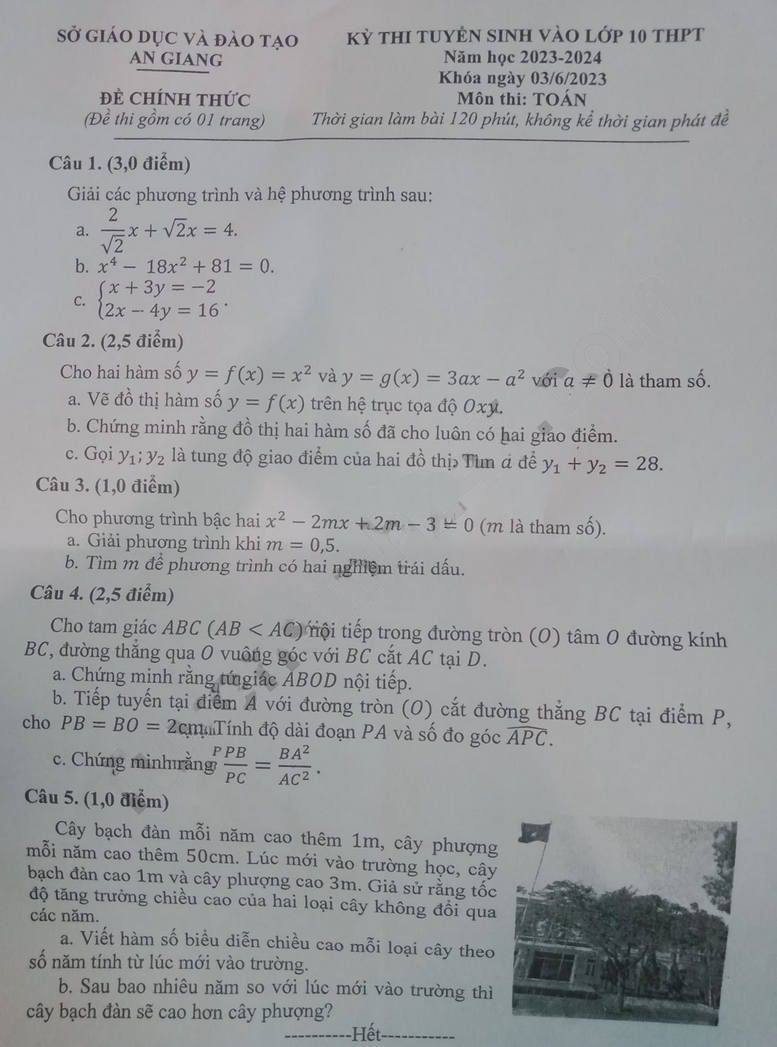 SỞ GIÁO DỤC VÀ ĐÀO TẠO
AN GIANG
ĐỀ CHÍNH THỨC
(Đề thi gồm có 01 trang)
KỲ THI TUYỂN SINH VÀO LỚP 10 THPT
Năm học 2023-2024
Khóa ngày 03/6/2023
Môn thi: TOÁN
Thời gian làm bài 120 phút, không kể thời gian phát đề
Câu 1. (3,0 điểm)
Giải các phương trình và hệ phương trình sau:
a. 2/√2 x + √2x = 4.
b. x⁴ − 18x² + 81 = 0.
c. { x + 3y = −2
2x − 4y = 16 .
Câu 2. (2,5 điểm)
Cho hai hàm số y = f(x) = x² và y = g(x) = 3ax − a² với a ≠ 0 là tham số.
a. Vẽ đồ thị hàm số y = f(x) trên hệ trục tọa độ Oxy.
b. Chứng minh rằng đồ thị hai hàm số đã cho luôn có hai giao điểm.
c. Gọi y₁; y₂ là tung độ giao điểm của hai đồ thị. Tìm a để y₁ + y₂ = 28.
Câu 3. (1,0 điểm)
Cho phương trình bậc hai x² − 2mx + 2m − 3 = 0 (m là tham số).
a. Giải phương trình khi m = 0,5.
b. Tìm m để phương trình có hai nghiệm trái dấu.
Câu 4. (2,5 điểm)
Cho tam giác ABC (AB < AC) nội tiếp trong đường tròn (O) tâm O đường kính
BC, đường thẳng qua O vuông góc với BC cắt AC tại D.
a. Chứng minh rằng tứ giác ABOD nội tiếp.
b. Tiếp tuyến tại điểm A với đường tròn (O) cắt đường thẳng BC tại điểm P,
cho PB = BO = 2cm. Tính độ dài đoạn PA và số đo góc APC.
c. Chứng minh rằng PB/PC = BA²/AC² .
Câu 5. (1,0 điểm)
Cây bạch đàn mỗi năm cao thêm 1m, cây phượng
mỗi năm cao thêm 50cm. Lúc mới vào trường học, cây
bạch đàn cao 1m và cây phượng cao 3m. Giả sử rằng tốc
độ tăng trưởng chiều cao của hai loại cây không đổi qua
các năm.
a. Viết hàm số biểu diễn chiều cao mỗi loại cây theo
số năm tính từ lúc mới vào trường.
b. Sau bao nhiêu năm so với lúc mới vào trường thì
cây bạch đàn sẽ cao hơn cây phượng?
-----------Hết------------